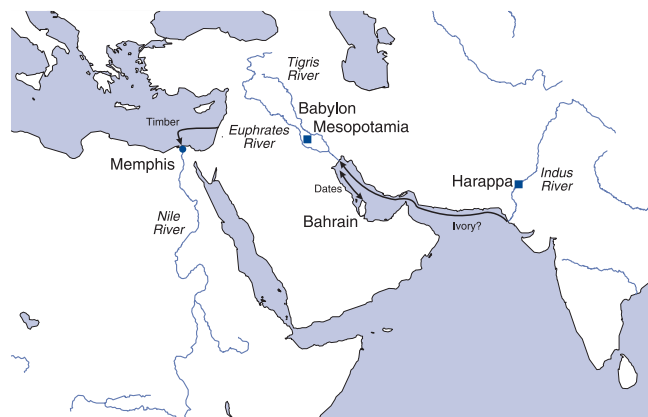 Tigris
River
Babylon
Mesopotamia
Timber
Euphrates
River
Memphis
Harappa
Indus
River
Dates
Nile
River
Bahrain
Ivory?